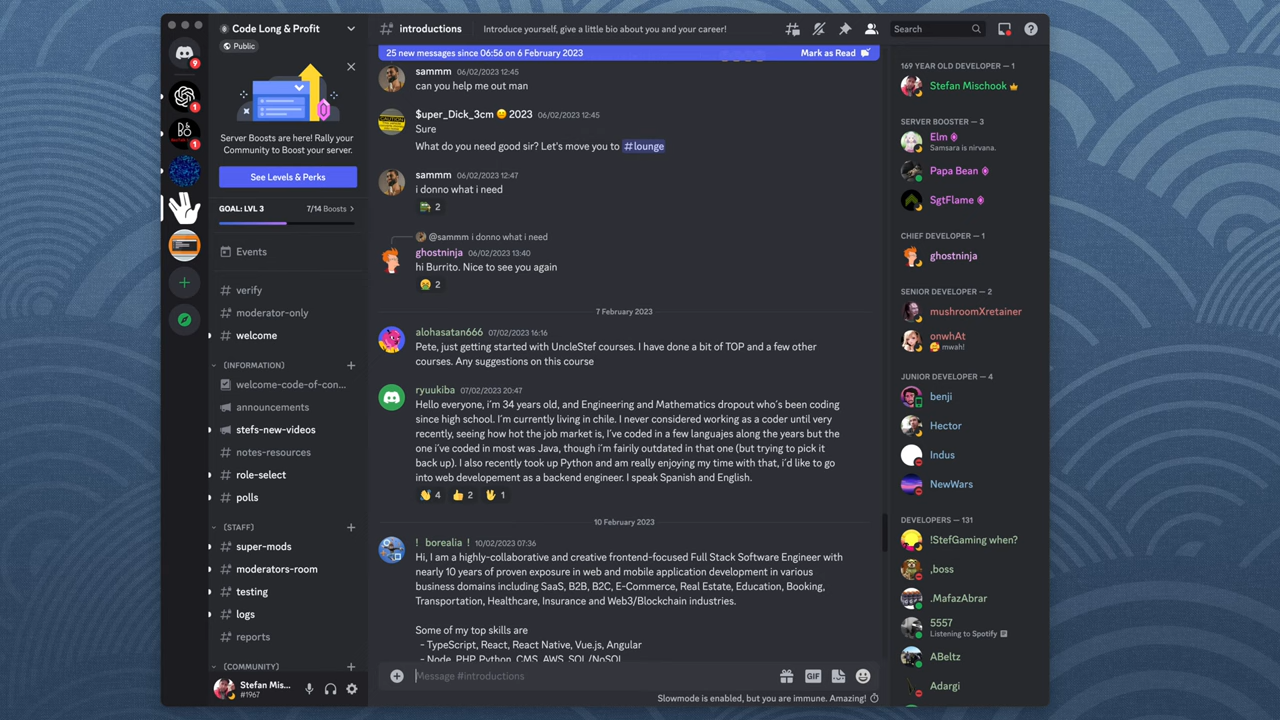 Code Long & Profit
Public
9
1
1
Server Boosts are here! Rally your
Community to Boost your server.
See Levels & Perks
GOAL: LVL 3
7/14 Boosts
Events
verify
moderator-only
welcome
(INFORMATION)
welcome-code-of-con...
announcements
stefs-new-videos
notes-resources
role-select
polls
(STAFF)
super-mods
moderators-room
testing
logs
reports
(COMMUNITY)
Stefan Mis...
#1967
introductions
Introduce yourself, give a little bio about you and your career!
Search
25 new messages since 06:56 on 6 February 2023
Mark as Read
sammm 06/02/2023 12:45
can you help me out man
$uper_Dick_3cm 2023 06/02/2023 12:45
Sure
What do you need good sir? Let's move you to #lounge
sammm 06/02/2023 12:47
i donno what i need
2
@sammm i donno what i need
ghostninja 06/02/2023 13:40
hi Burrito. Nice to see you again
2
7 February 2023
alohasatan666 07/02/2023 16:16
Pete, just getting started with UncleStef courses. I have done a bit of TOP and a few other
courses. Any suggestions on this course
ryuukiba 07/02/2023 20:47
Hello everyone, i´m 34 years old, and Engineering and Mathematics dropout who´s been coding
since high school. I´m currently living in chile. I never considered working as a coder until very
recently, seeing how hot the job market is, I´ve coded in a few languajes along the years but the
one i´ve coded in most was Java, though i´m fairily outdated in that one (but trying to pick it
back up). I also recently took up Python and am really enjoying my time with that, i´d like to go
into web developement as a backend engineer. I speak Spanish and English.
4 2 1
10 February 2023
! borealia ! 10/02/2023 07:36
Hi, I am a highly-collaborative and creative frontend-focused Full Stack Software Engineer with
nearly 10 years of proven exposure in web and mobile application development in various
business domains including SaaS, B2B, B2C, E-Commerce, Real Estate, Education, Booking,
Transportation, Healthcare, Insurance and Web3/Blockchain industries.
Some of my top skills are
- TypeScript, React, React Native, Vue.js, Angular
- Node, PHP, Python, CMS, AWS, SQL/NoSQL
Message #introductions
GIF
Slowmode is enabled, but you are immune. Amazing!
169 YEAR OLD DEVELOPER — 1
Stefan Mischook
SERVER BOOSTER — 3
Elm
Samsara is nirvana.
Papa Bean
SgtFlame
CHIEF DEVELOPER — 1
ghostninja
SENIOR DEVELOPER — 2
mushroomXretainer
onwhAt
mwah!
JUNIOR DEVELOPER — 4
benji
Hector
Indus
NewWars
DEVELOPERS — 131
!StefGaming when?
,boss
.MafazAbrar
5557
Listening to Spotify
ABeltz
Adargi